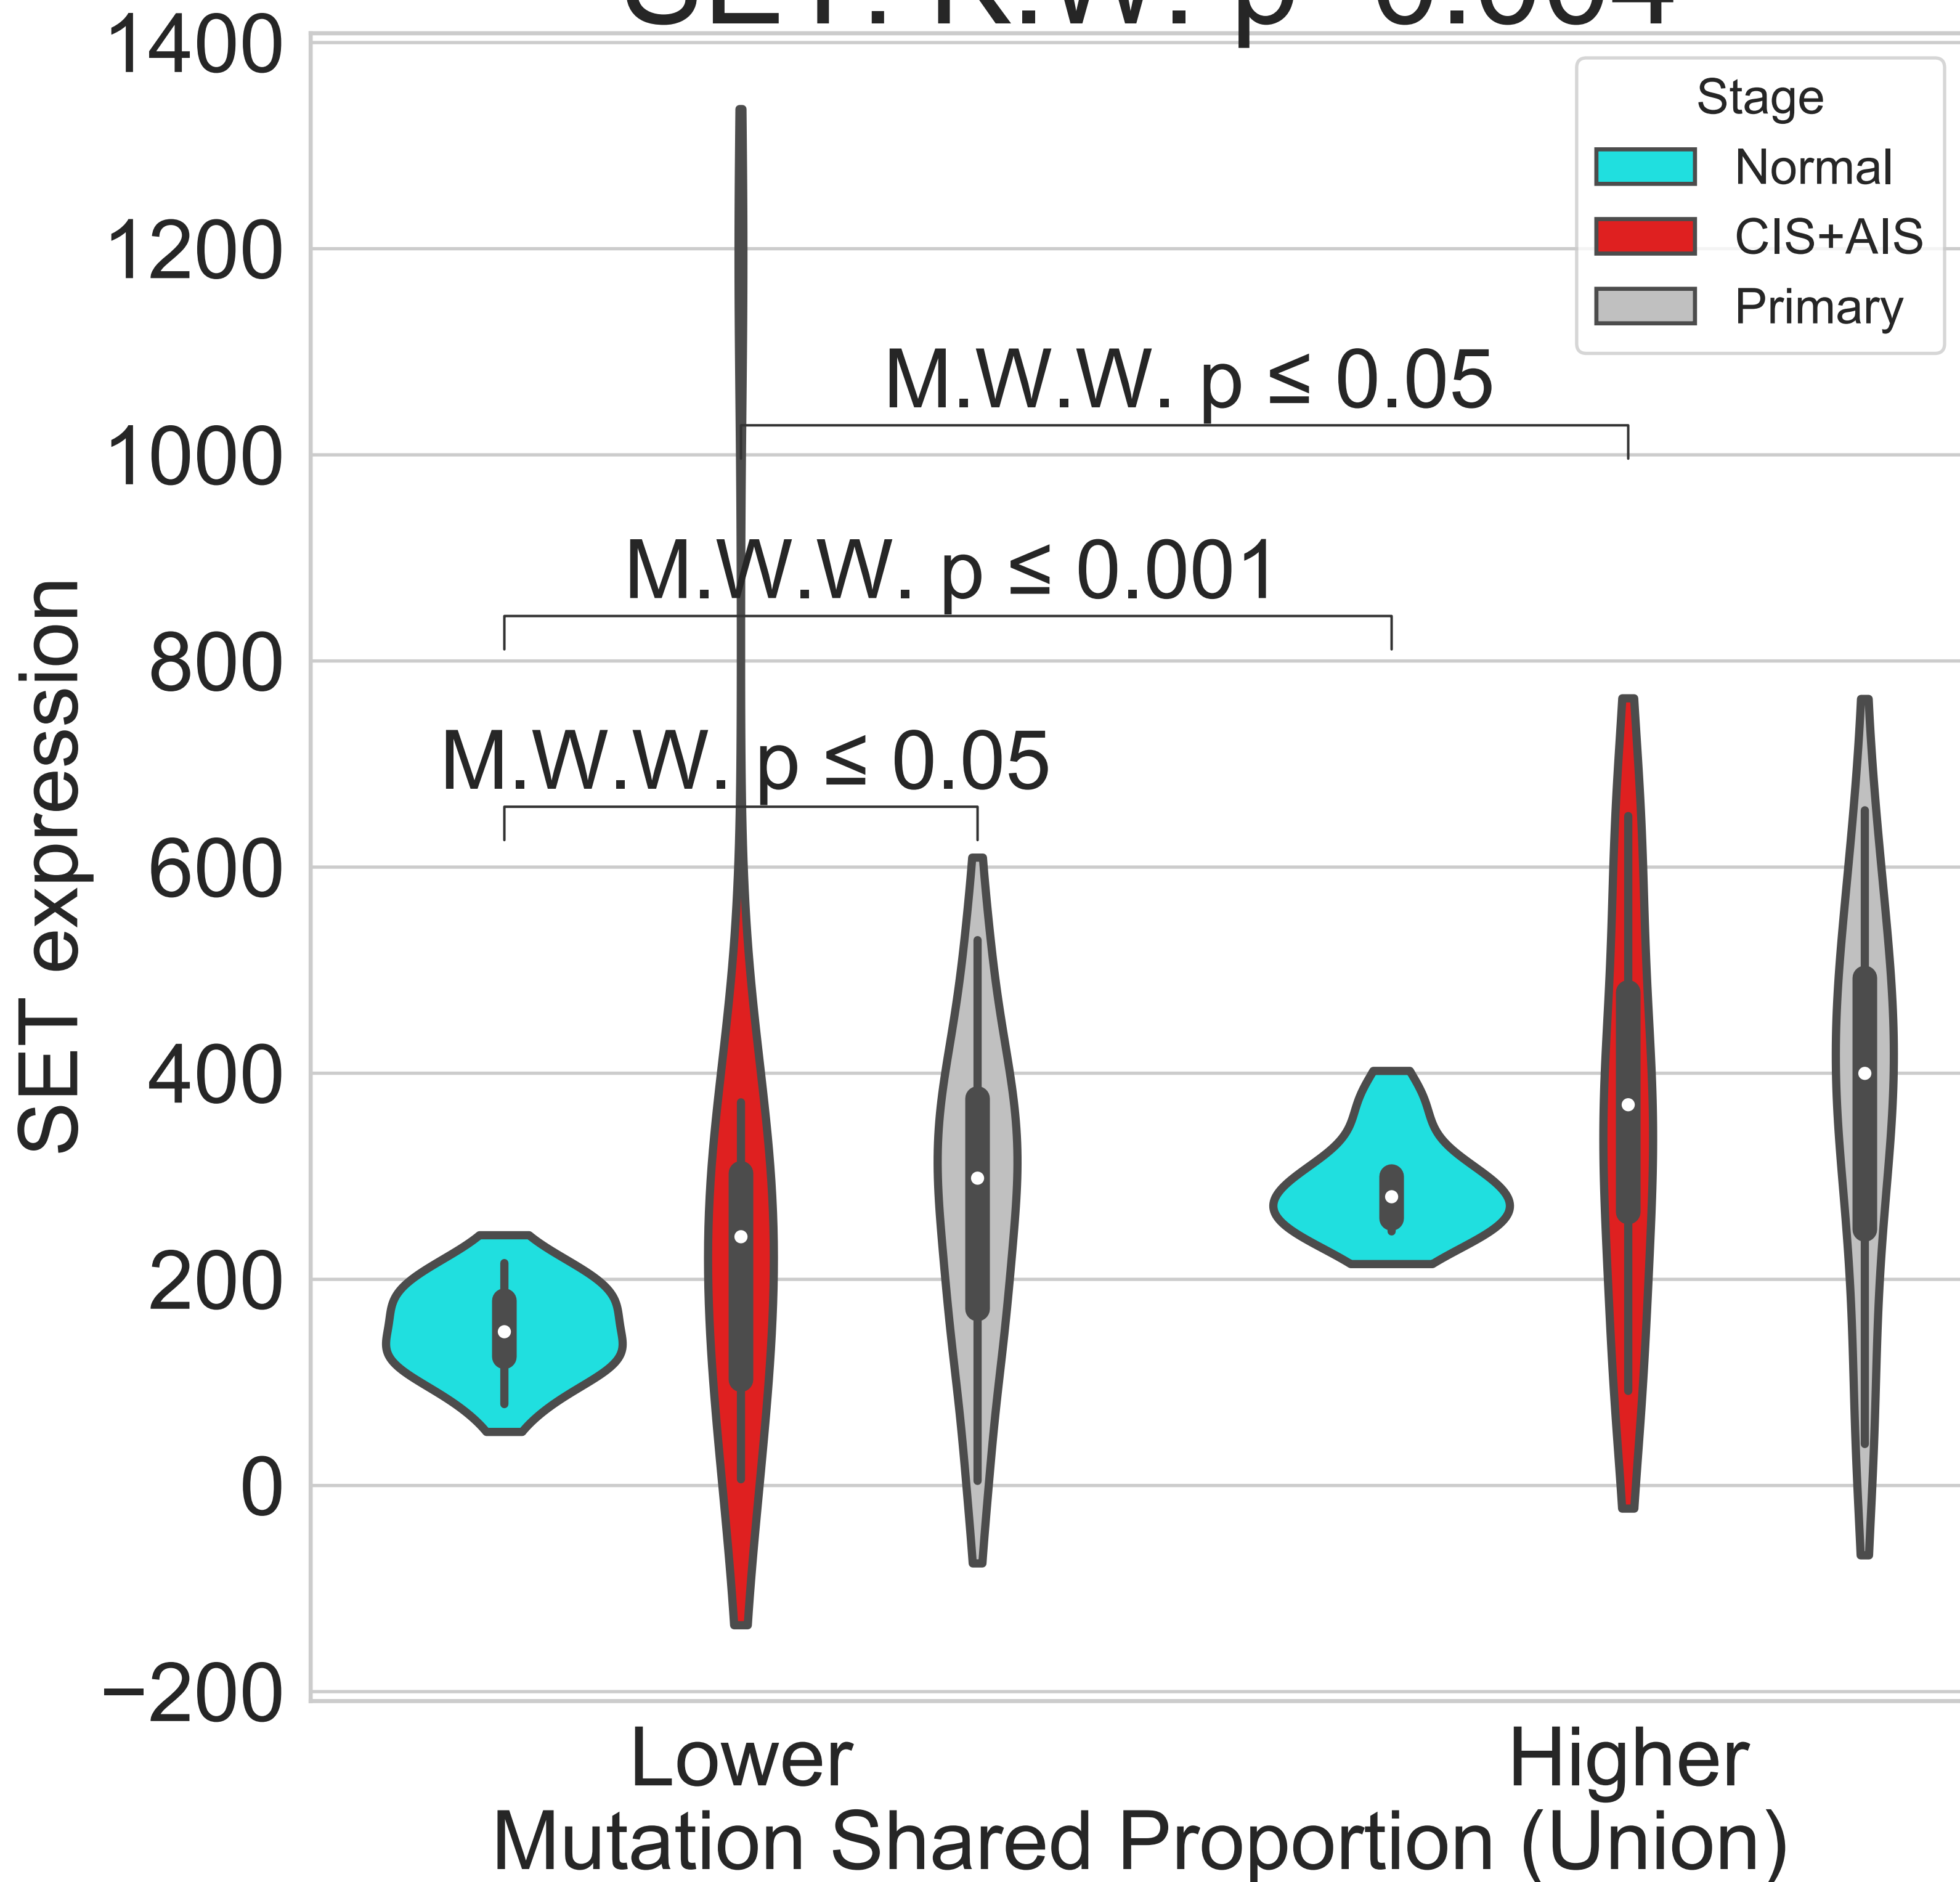 1400
Stage
Normal
1200
CIS+AIS
Primary
M.W.W. p ≤ 0.05
1000
M.W.W. p ≤ 0.001
800
M.W.W. p ≤ 0.05
600
SET expression
400
200
0
−200
Lower
Higher
Mutation Shared Proportion (Union)